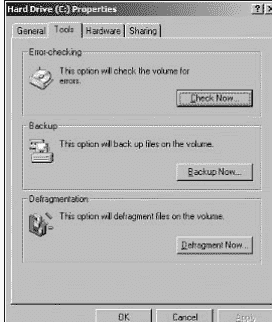 Hard Drive (C:) Properties
General Tools Hardware Sharing
Error-checking
This option will check the volume for
errors.
Check Now...
Backup
This option will back up files on the volume.
Backup Now...
Defragmentation
This option will defragment files on the volume.
Defragment Now...
OK Cancel Apply